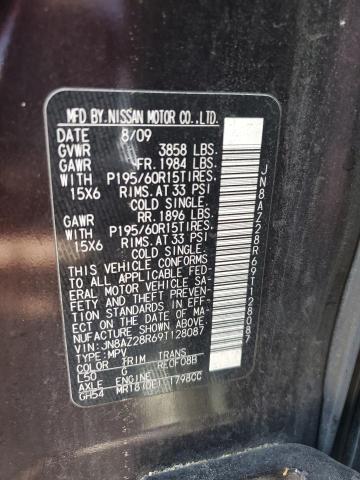 MFD.BY.NISSAN MOTOR CO.,LTD.
DATE 8/09
GVWR 3858 LBS.
GAWR FR. 1984 LBS.
WITH P195/60R15TIRES.
15X6 RIMS. AT 33 PSI
COLD SINGLE.
GAWR RR. 1896 LBS.
WITH P195/60R15TIRES.
15X6 RIMS. AT 33 PSI
COLD SINGLE.
THIS VEHICLE CONFORMS
TO ALL APPLICABLE FED-
ERAL MOTOR VEHICLE SA-
FETY AND THEFT PREVEN-
TION STANDARDS IN EFF-
ECT ON THE DATE OF MA-
NUFACTURE SHOWN ABOVE.
VIN:JN8AZ28R69T128087
TYPE:MPV
COLOR TRIM TRANS
L50 G RE0F08B
AXLE ENGINE
GH54 MR18(DE) 1798CC
JN8AZ28R69T128087